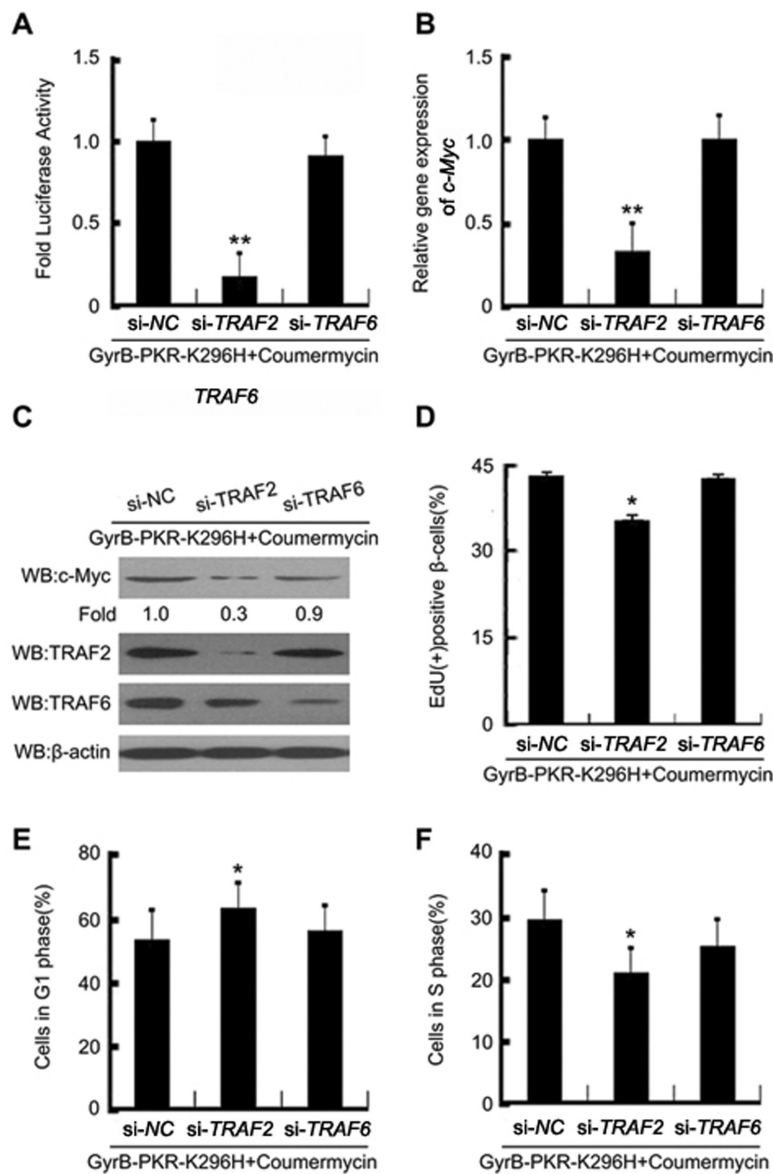 A
Fold Luciferase Activity
1.5
1.0
0.5
0
**
si-NC si-TRAF2 si-TRAF6
GyrB-PKR-K296H+Coumermycin
TRAF6
B
Relative gene expression
of c-Myc
1.5
1.0
0.5
0
**
si-NC si-TRAF2 si-TRAF6
GyrB-PKR-K296H+Coumermycin
C
si-NC si-TRAF2 si-TRAF6
GyrB-PKR-K296H+Coumermycin
WB:c-Myc
Fold 1.0 0.3 0.9
WB:TRAF2
WB:TRAF6
WB:β-actin
D
EdU(+)positive β-cells(%)
45
30
15
0
*
si-NC si-TRAF2 si-TRAF6
GyrB-PKR-K296H+Coumermycin
E
Cells in G1 phase(%)
80
60
40
20
0
*
si-NC si-TRAF2 si-TRAF6
GyrB-PKR-K296H+Coumermycin
F
Cells in S phase(%)
40
30
20
10
0
*
si-NC si-TRAF2 si-TRAF6
GyrB-PKR-K296H+Coumermycin